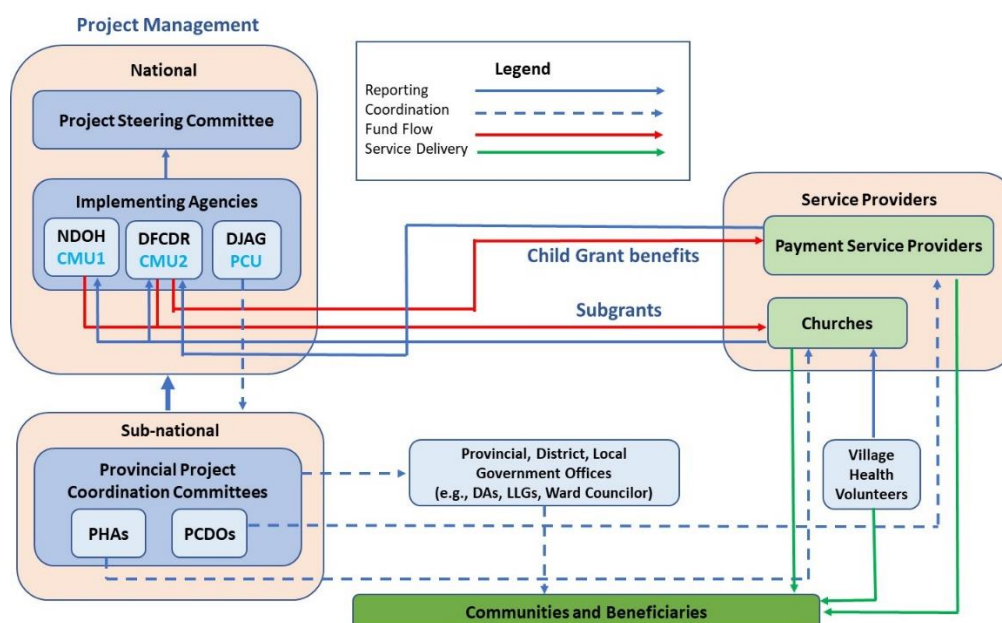 Project Management
National
Project Steering Committee
Implementing Agencies
NDOH
CMU1
DFCDR
CMU2
DJAG
PCU
Legend
Reporting
Coordination
Fund Flow
Service Delivery
Service Providers
Payment Service Providers
Child Grant benefits
Subgrants
Churches
Sub-national
Provincial Project
Coordination Committees
PHAs
PCDOs
Provincial, District, Local
Government Offices
(e.g., DAs, LLGs, Ward Councilor)
Village
Health
Volunteers
Communities and Beneficiaries